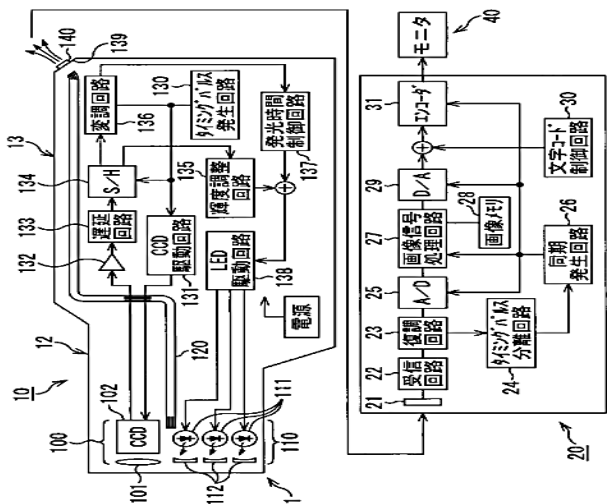 10
12
13
1
100
102
101
CCD
110
112
111
120
132
133
遅延
回路
134
S/H
変調回路
136
140
139
CCD
駆動回路
131
135
輝度調整
回路
130
タイミングパルス
発生回路
LED
駆動回路
138
発光時間
制御回路
137
電源
20
21
22
受信
回路
23
復調
回路
25
A/D
27
画像信号
処理回路
29
D/A
31
エンコーダ
モニタ
40
28
画像メモリ
24
タイミングパルス
分離回路
26
同期
発生回路
30
文字コード
制御回路